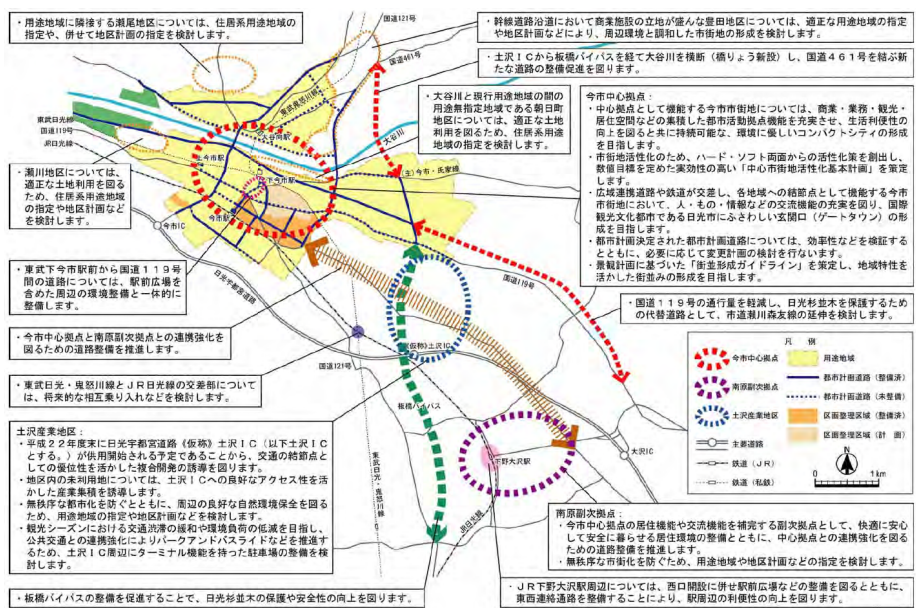 ・用途地域に隣接する瀬尾地区については、住居系用途地域の
指定や、併せて地区計画の指定を検討します。
国道121号
・幹線道路沿道において商業施設の立地が盛んな豊田地区については、適正な用途地域の指定
や地区計画などにより、周辺環境と調和した市街地の形成を検討します。
国道461号
・土沢ICから板橋バイパスを経て大谷川を横断(橋りょう新設)し、国道461号を結ぶ新
たな道路の整備促進を図ります。
東武鬼怒川線
・大谷川と現行用途地域の間の
用途無指定地域である朝日町
地区については、適正な土地
利用を図るため、住居系用途
地域の指定を検討します。
今市中心拠点:
・中心拠点として機能する今市市街地については、商業・業務・観光・
居住空間などの集積した都市活動拠点機能を充実させ、生活利便性の
向上を図ると共に持続可能な、環境に優しいコンパクトシティの形成
を目指します。
・市街地活性化のため、ハード・ソフト両面からの活性化策を創出し、
数値目標を定めた実効性の高い「中心市街地活性化基本計画」を策定
します。
・広域連携道路や鉄道が交差し、各地域への結節点として機能する今市
市街地において、人・もの・情報などの交流機能の充実を図り、国際
観光文化都市である日光市にふさわしい玄関口(ゲートタウン)の形
成を目指します。
・都市計画決定された都市計画道路については、効率性などを検証すると
ともに、必要に応じて変更計画の検討を行ないます。
・景観計画に基づいた「街並形成ガイドライン」を策定し、地域特性を
活かした街並みの形成を目指します。
東武日光線
国道119号
JR日光線
大谷向駅
大谷川
上今市駅
下今市駅
(主)今市・氏家線
今市駅
今市IC
・瀬川地区については、
適正な土地利用を図る
ため、住居系用途地域
の指定や地区計画など
を検討します。
日光宇都宮道路
国道119号
・東武下今市駅前から国道119号
間の道路については、駅前広場
を含めた周辺の環境整備と一体的に
整備します。
・国道119号の通行量を軽減し、日光杉並木を保護するため
の代替道路として、市道瀬川森友線の延伸を検討します。
・今市中心拠点と南原副次拠点との連携強化を
図るための道路整備を推進します。
(仮称)土沢IC
国道121号
・東武日光・鬼怒川線とJR日光線の交差部について
は、将来的な相互乗り入れなどを検討します。
板橋バイパス
凡 例
今市中心拠点
南原副次拠点
土沢産業地区
主要道路
鉄道(JR)
鉄道(私鉄)
用途地域
都市計画道路(整備済)
都市計画道路(未整備)
区画整理区域(整備済)
区画整理区域(計 画)
N
0
1km
土沢産業地区:
・平成22年度末に日光宇都宮道路(仮称)土沢IC(以下土沢IC
とする。)が供用開始される予定であることから、交通の結節点と
しての優位性を活かした複合開発の誘導を図ります。
・地区内の未利用地については、土沢ICへの良好なアクセス性を活
かした産業集積を誘導します。
・無秩序な都市化を防ぐとともに、周辺の良好な自然環境保全を図る
ため、用途地域の指定や地区計画などを検討します。
・観光シーズンにおける交通渋滞の緩和や環境負荷の低減を目指し、
公共交通との連携強化によりパークアンドバスライドなどを推進す
るため、土沢IC周辺にターミナル機能を持った駐車場の整備を検
討します。
東武日光・鬼怒川線
JR日光線
下野大沢駅
大沢IC
南原副次拠点:
・今市中心拠点の居住機能や交流機能を補完する副次拠点として、快適に安心
して安全に暮らせる居住環境の整備とともに、中心拠点との連携強化を図る
ための道路整備を推進します。
・無秩序な市街化を防ぐため、用途地域や地区計画などの指定を検討します。
・板橋バイパスの整備を促進することで、日光杉並木の保護や安全性の向上を図ります。
・JR下野大沢駅周辺については、西口開設に併せ駅前広場などの整備を図るとともに、
東西連絡通路を整備することにより、駅周辺の利便性の向上を図ります。